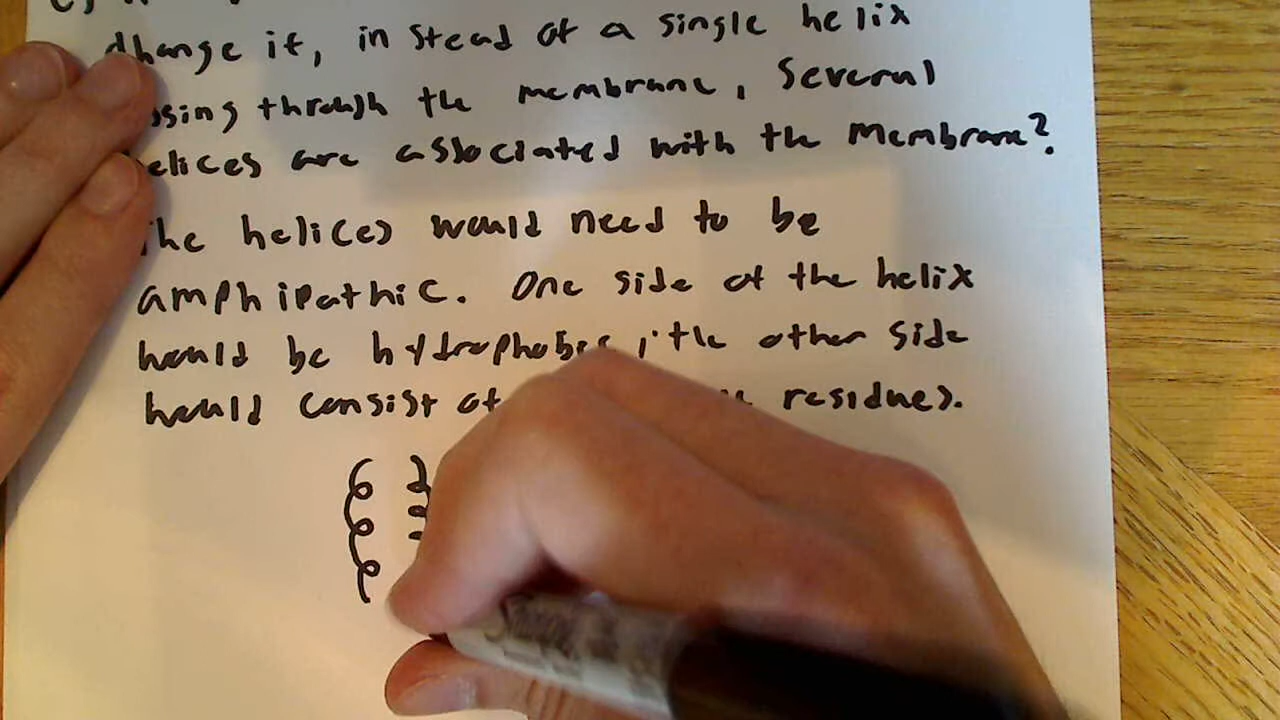 change it, in stead of a single helix
through the membrane, several
helices are associated with the membrane?
The helices would need to be
amphipathic. One side of the helix
would be hydrophobic, the other side
would consist of residues.